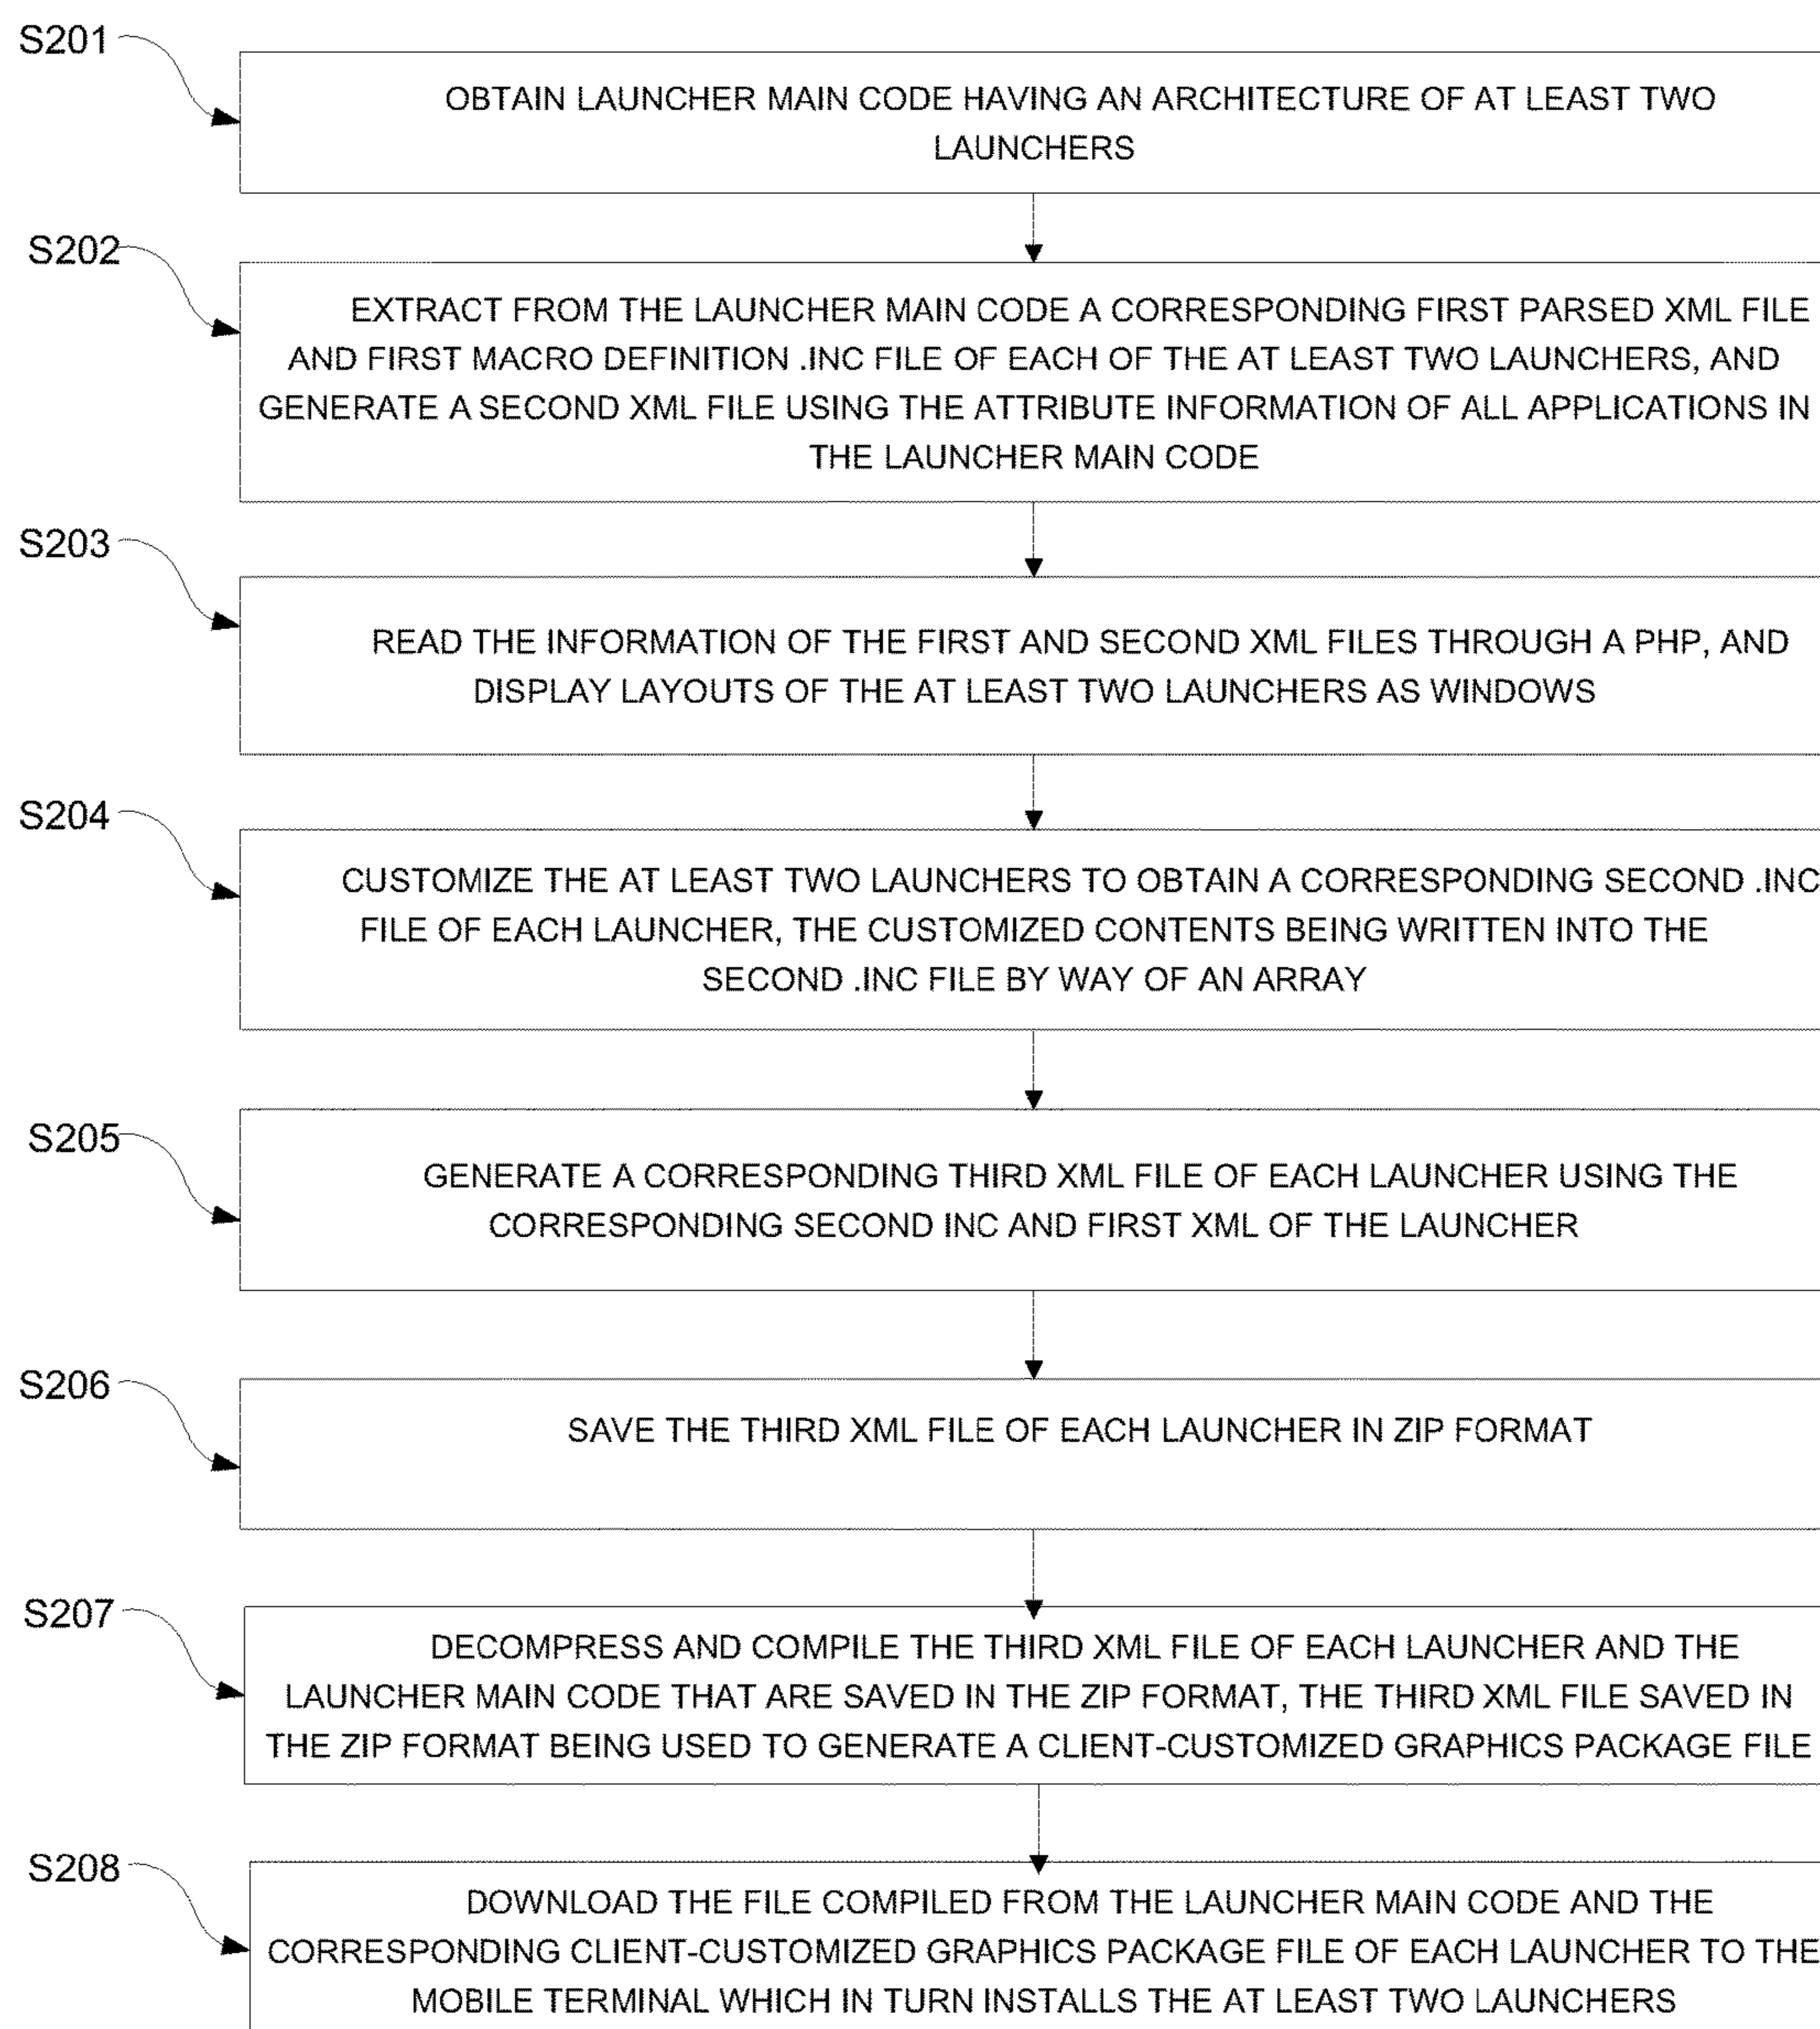 S201
OBTAIN LAUNCHER MAIN CODE HAVING AN ARCHITECTURE OF AT LEAST TWO
LAUNCHERS
S202
EXTRACT FROM THE LAUNCHER MAIN CODE A CORRESPONDING FIRST PARSED XML FILE
AND FIRST MACRO DEFINITION .INC FILE OF EACH OF THE AT LEAST TWO LAUNCHERS, AND
GENERATE A SECOND XML FILE USING THE ATTRIBUTE INFORMATION OF ALL APPLICATIONS IN
THE LAUNCHER MAIN CODE
S203
READ THE INFORMATION OF THE FIRST AND SECOND XML FILES THROUGH A PHP, AND
DISPLAY LAYOUTS OF THE AT LEAST TWO LAUNCHERS AS WINDOWS
S204
CUSTOMIZE THE AT LEAST TWO LAUNCHERS TO OBTAIN A CORRESPONDING SECOND .INC
FILE OF EACH LAUNCHER, THE CUSTOMIZED CONTENTS BEING WRITTEN INTO THE
SECOND .INC FILE BY WAY OF AN ARRAY
S205
GENERATE A CORRESPONDING THIRD XML FILE OF EACH LAUNCHER USING THE
CORRESPONDING SECOND INC AND FIRST XML OF THE LAUNCHER
S206
SAVE THE THIRD XML FILE OF EACH LAUNCHER IN ZIP FORMAT
S207
DECOMPRESS AND COMPILE THE THIRD XML FILE OF EACH LAUNCHER AND THE
LAUNCHER MAIN CODE THAT ARE SAVED IN THE ZIP FORMAT, THE THIRD XML FILE SAVED IN
THE ZIP FORMAT BEING USED TO GENERATE A CLIENT-CUSTOMIZED GRAPHICS PACKAGE FILE
S208
DOWNLOAD THE FILE COMPILED FROM THE LAUNCHER MAIN CODE AND THE
CORRESPONDING CLIENT-CUSTOMIZED GRAPHICS PACKAGE FILE OF EACH LAUNCHER TO THE
MOBILE TERMINAL WHICH IN TURN INSTALLS THE AT LEAST TWO LAUNCHERS